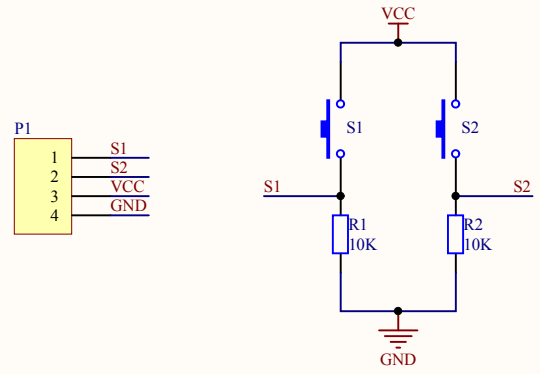 VCC
P1
1 S1
2 S2
3 VCC
4 GND
S1 S2
S1 S2
R1 R2
10K 10K
GND